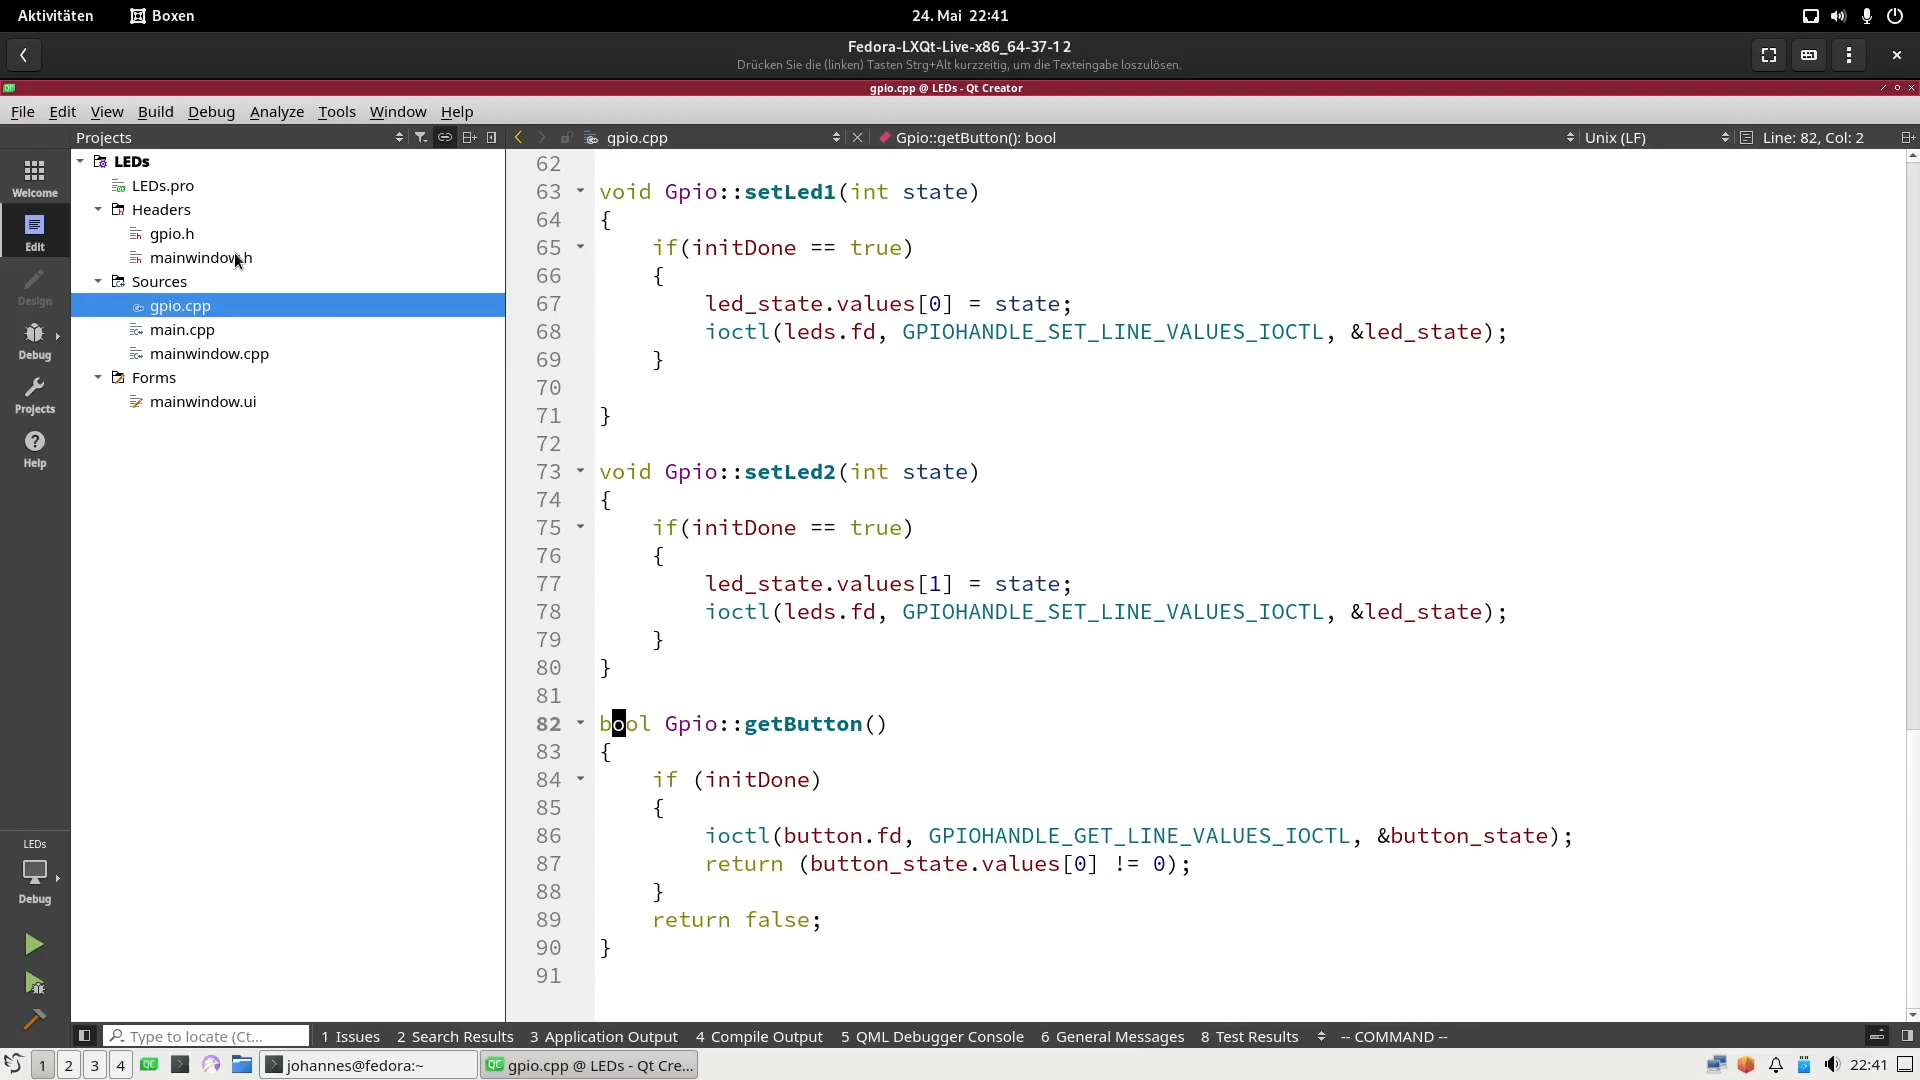 Aktivitäten Boxen 24. Mai 22:41
Fedora-LXQt-Live-x86_64-37-12
Drücken Sie die (linken) Tasten Strg+Alt kurzzeitig, um die Texteingabe loszulösen.
gpio.cpp @ LEDs - Qt Creator
File Edit View Build Debug Analyze Tools Window Help
Projects gpio.cpp Gpio::getButton(): bool Unix (LF) Line: 82, Col: 2
Welcome
Edit
Design
Debug
Projects
Help
LEDs
Debug
LEDs
LEDs.pro
Headers
gpio.h
mainwindow.h
Sources
gpio.cpp
main.cpp
mainwindow.cpp
Forms
mainwindow.ui
62
63 void Gpio::setLed1(int state)
64 {
65     if(initDone == true)
66     {
67         led_state.values[0] = state;
68         ioctl(leds.fd, GPIOHANDLE_SET_LINE_VALUES_IOCTL, &led_state);
69     }
70
71 }
72
73 void Gpio::setLed2(int state)
74 {
75     if(initDone == true)
76     {
77         led_state.values[1] = state;
78         ioctl(leds.fd, GPIOHANDLE_SET_LINE_VALUES_IOCTL, &led_state);
79     }
80 }
81
82 bool Gpio::getButton()
83 {
84     if (initDone)
85     {
86         ioctl(button.fd, GPIOHANDLE_GET_LINE_VALUES_IOCTL, &button_state);
87         return (button_state.values[0] != 0);
88     }
89     return false;
90 }
91
Type to locate (Ct... 1 Issues 2 Search Results 3 Application Output 4 Compile Output 5 QML Debugger Console 6 General Messages 8 Test Results -- COMMAND --
1 2 3 4 QC johannes@fedora:~ QC gpio.cpp @ LEDs - Qt Cre... 22:41